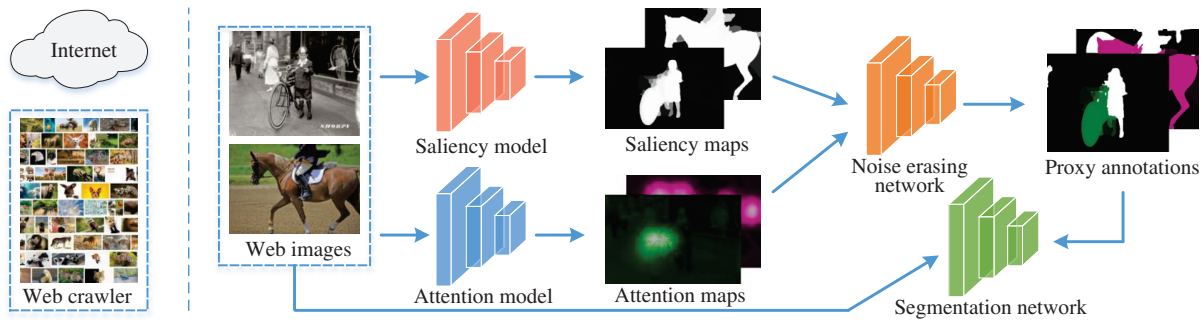 Internet
Web crawler
Web images
Saliency model
Attention model
Saliency maps
Attention maps
Noise erasing
network
Proxy annotations
Segmentation network